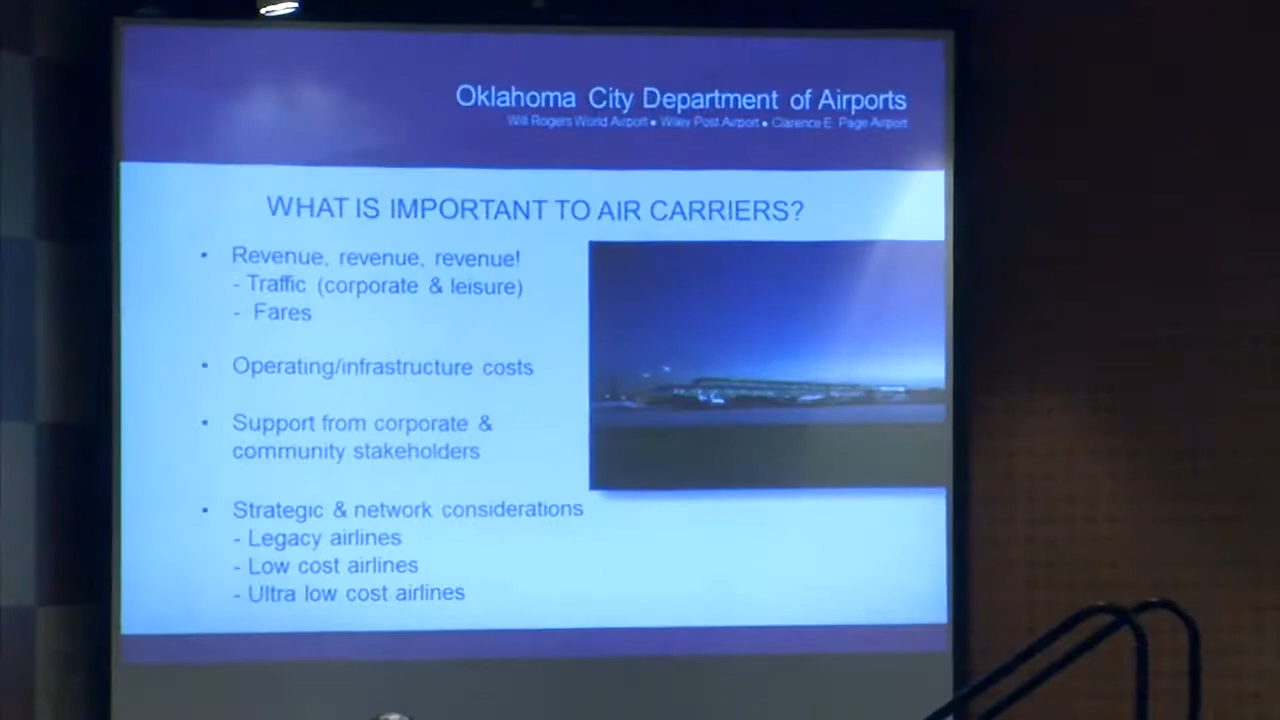 Oklahoma City Department of Airports
Will Rogers World Airport • Wiley Post Airport • Clarence E. Page Airport
WHAT IS IMPORTANT TO AIR CARRIERS?
• Revenue, revenue, revenue!
- Traffic (corporate & leisure)
- Fares
• Operating/infrastructure costs
• Support from corporate &
community stakeholders
• Strategic & network considerations
- Legacy airlines
- Low cost airlines
- Ultra low cost airlines